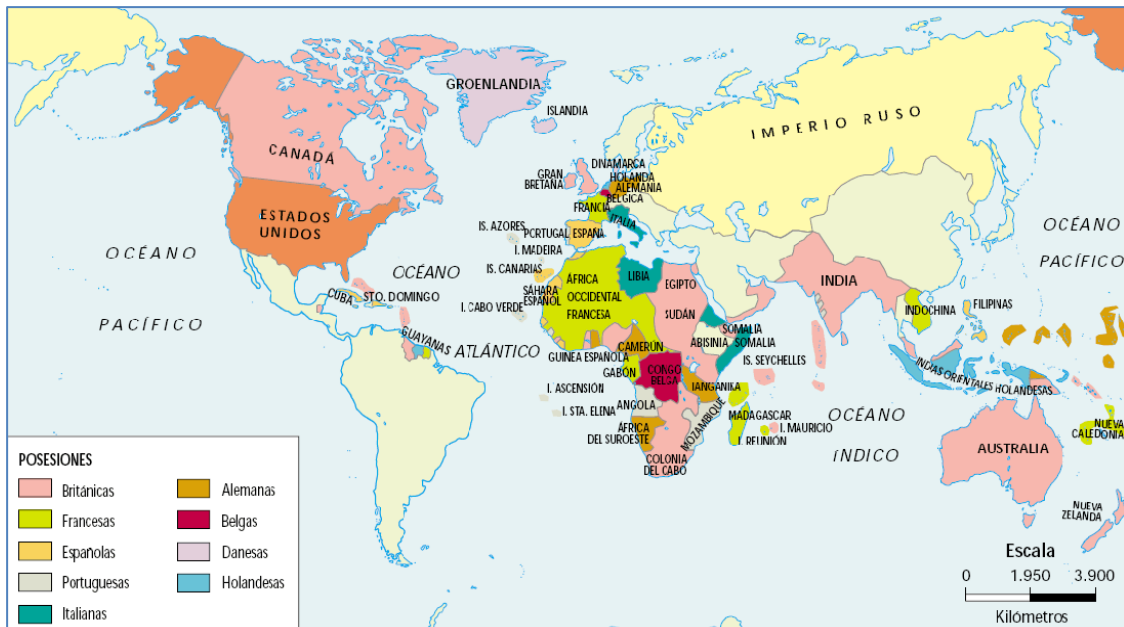 GROENLANDIA
ISLANDIA
IMPERIO RUSO
CANADÁ
DINAMARCA
GRAN
BRETAÑA
HOLANDA
ALEMANIA
BELGICA
FRANCIA
ITALIA
ESTADOS
UNIDOS
IS. AZORES
PORTUGAL
ESPAÑA
I. MADEIRA
OCÉANO
PACÍFICO
OCÉANO
ATLÁNTICO
IS. CANARIAS
ÁFRICA
OCCIDENTAL
FRANCESA
LIBIA
EGIPTO
INDIA
OCÉANO
PACÍFICO
SÁHARA
ESPAÑOL
CUBA
STO. DOMINGO
I. CABO VERDE
SUDÁN
INDOCHINA
FILIPINAS
GUAYANAS
SOMALIA
ABISINIA
SOMALIA
CAMERÚN
GUINEA ESPAÑOLA
IS. SEYCHELLES
GABÓN
CONGO
BELGA
TANGANIKA
INDIAS ORIENTALES HOLANDESAS
I. ASCENSIÓN
ANGOLA
I. STA. ELENA
MOZAMBIQUE
MADAGASCAR
OCÉANO
ÍNDICO
I. MAURICIO
I. REUNIÓN
ÁFRICA
DEL SUROESTE
NUEVA
CALEDONIA
AUSTRALIA
COLONIA
DEL CABO
NUEVA
ZELANDA
POSESIONES
Británicas
Francesas
Españolas
Portuguesas
Italianas
Alemanas
Belgas
Danesas
Holandesas
Escala
0 1.950 3.900
Kilómetros